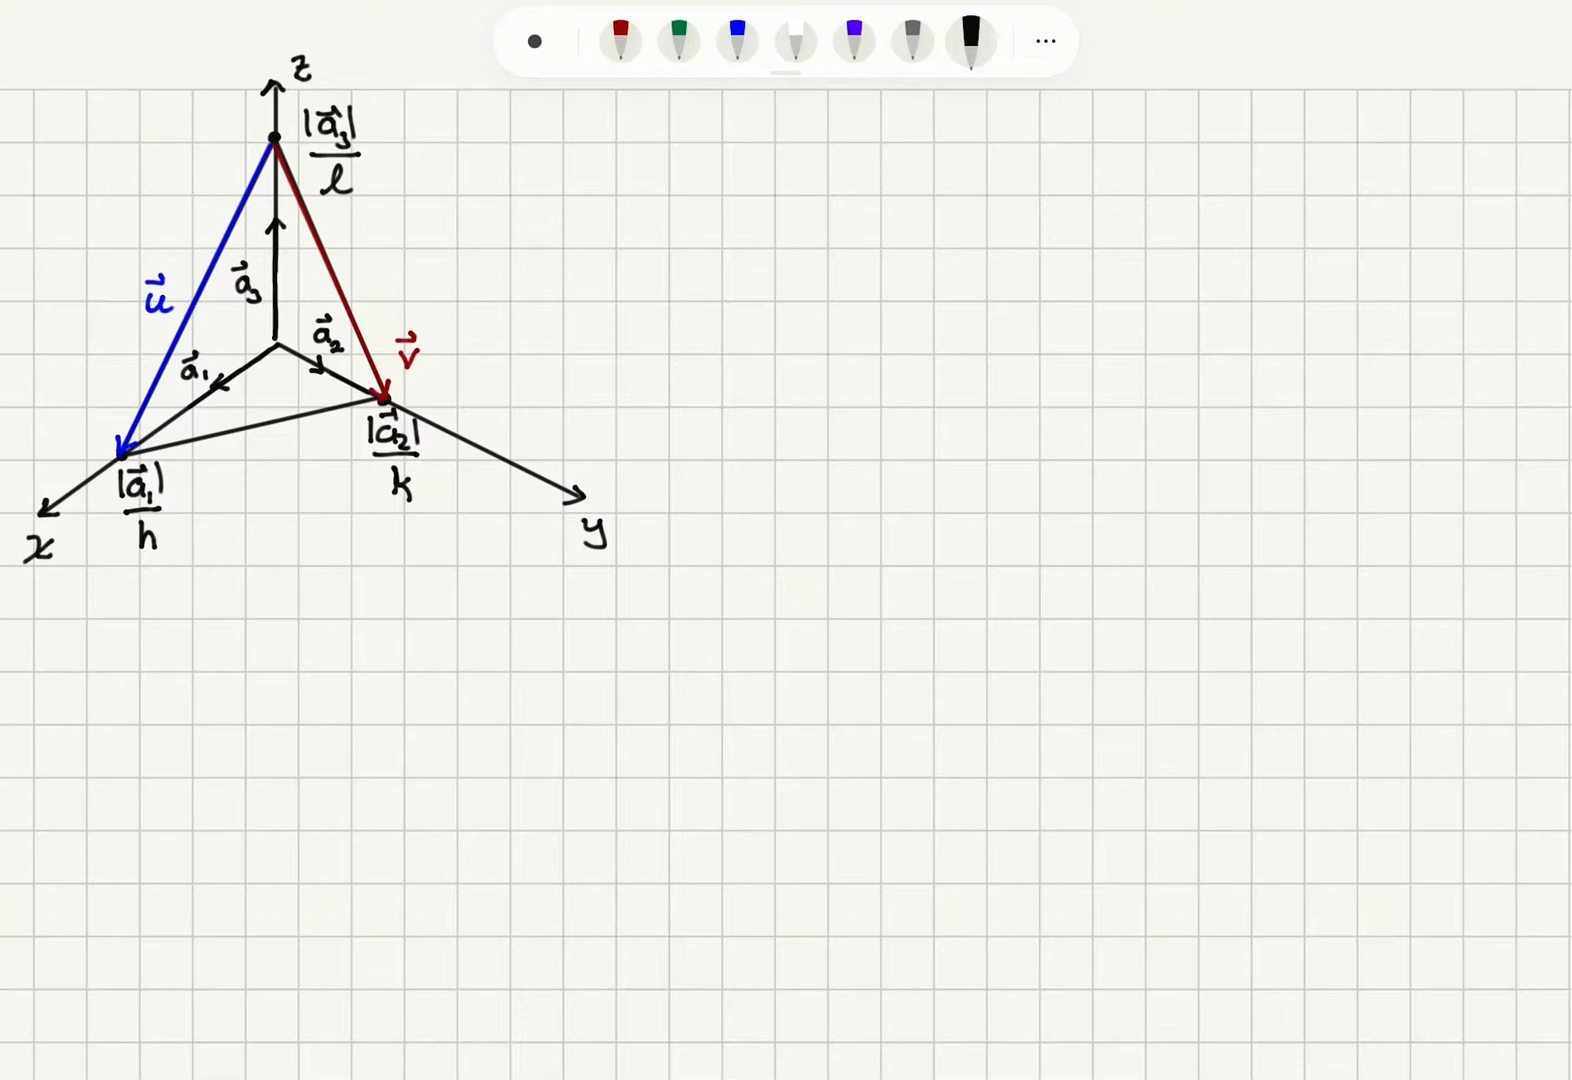 z
|a⃗₃|
l
u⃗
a⃗₃
a⃗₁
a⃗₂
v⃗
|a⃗₁|
h
|a⃗₂|
k
x
y
…